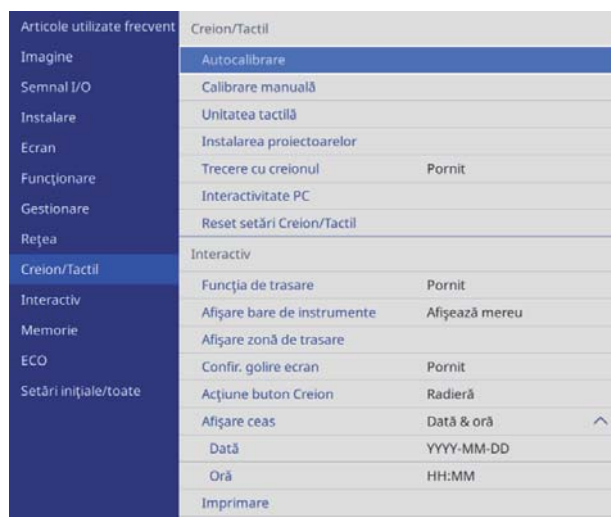 Articole utilizate frecvent
Imagine
Semnal I/O
Instalare
Ecran
Funcționare
Gestionare
Rețea
Creion/Tactil
Interactiv
Memorie
ECO
Setări inițiale/toate
Creion/Tactil
Autocalibrare
Calibrare manuală
Unitatea tactilă
Instalarea proiectoarelor
Trecere cu creionul Pornit
Interactivitate PC
Reset setări Creion/Tactil
Interactiv
Funcția de trasare Pornit
Afișare bare de instrumente Afișează mereu
Afișare zonă de trasare
Confir. golire ecran Pornit
Acțiune buton Creion Radieră
Afișare ceas Dată & oră
Dată YYYY-MM-DD
Oră HH:MM
Imprimare